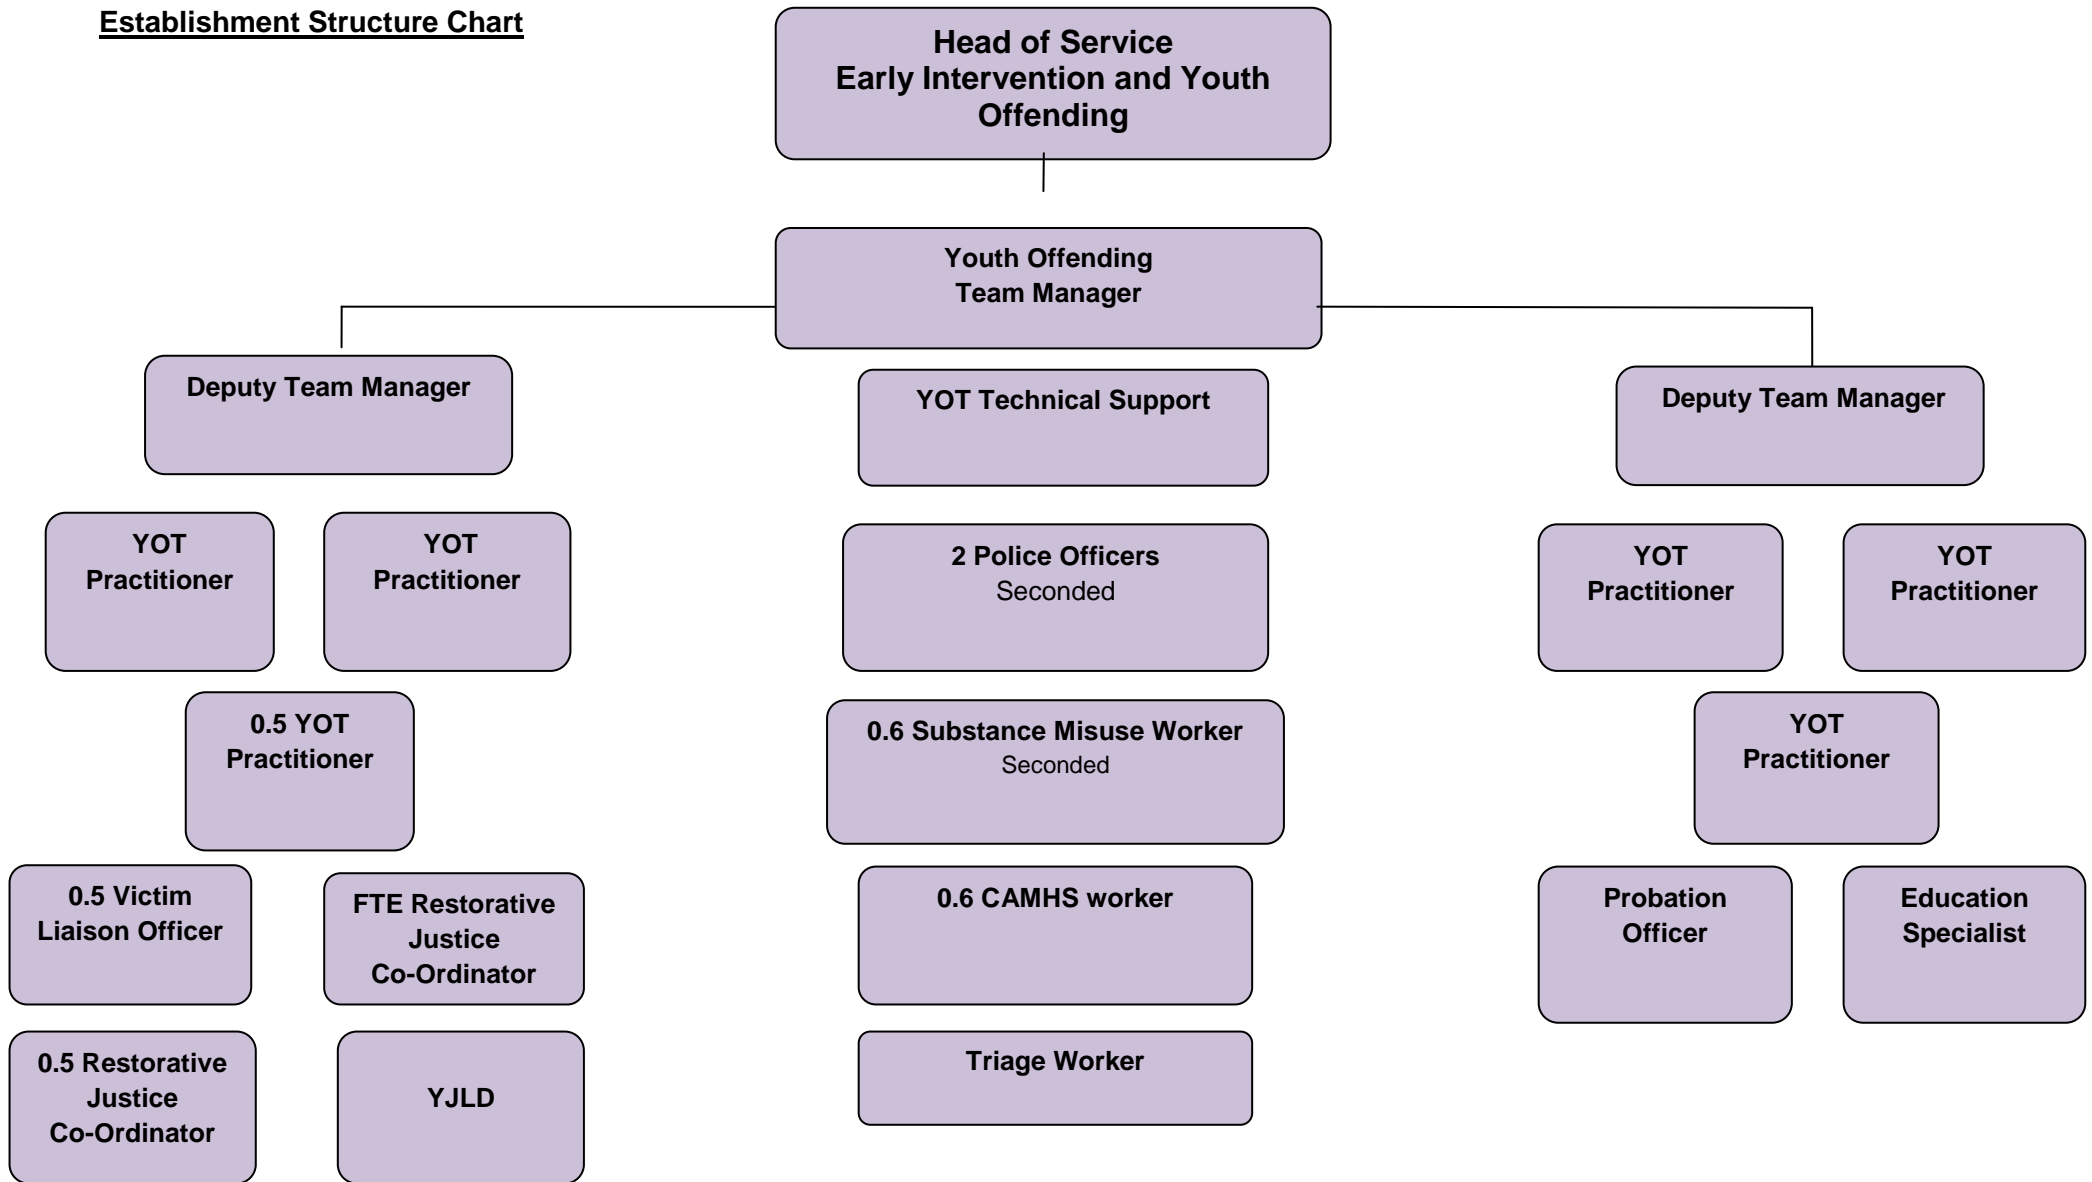 Establishment Structure Chart
Head of Service
Early Intervention and Youth
Offending
Youth Offending
Team Manager
Deputy Team Manager
YOT Technical Support
Deputy Team Manager
YOT
Practitioner
YOT
Practitioner
2 Police Officers
Seconded
YOT
Practitioner
YOT
Practitioner
0.5 YOT
Practitioner
0.6 Substance Misuse Worker
Seconded
YOT
Practitioner
0.5 Victim
Liaison Officer
FTE Restorative
Justice
Co-Ordinator
0.6 CAMHS worker
Probation
Officer
Education
Specialist
0.5 Restorative
Justice
Co-Ordinator
YJLD
Triage Worker